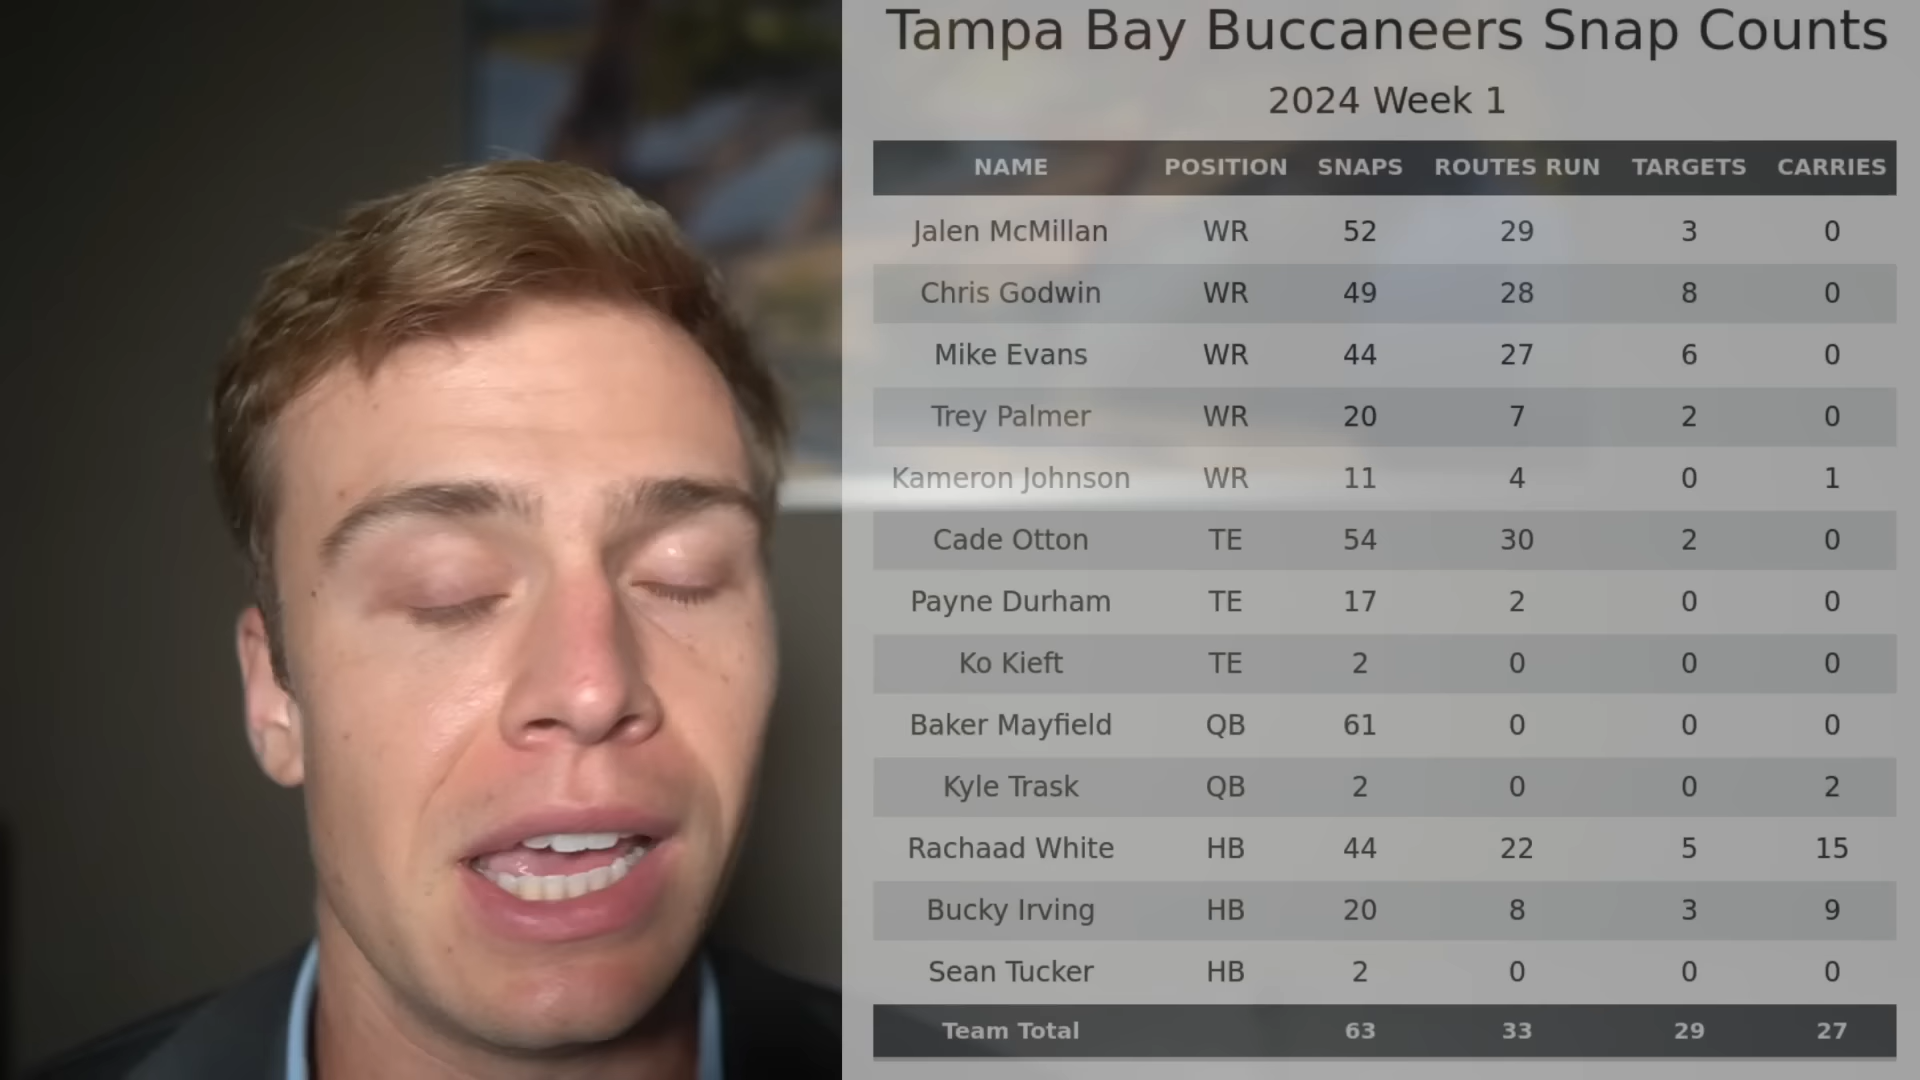 Tampa Bay Buccaneers Snap Counts
2024 Week 1
NAME POSITION SNAPS ROUTES RUN TARGETS CARRIES
Jalen McMillan WR 52 29 3 0
Chris Godwin WR 49 28 8 0
Mike Evans WR 44 27 6 0
Trey Palmer WR 20 7 2 0
Kameron Johnson WR 11 4 0 1
Cade Otton TE 54 30 2 0
Payne Durham TE 17 2 0 0
Ko Kieft TE 2 0 0 0
Baker Mayfield QB 61 0 0 0
Kyle Trask QB 2 0 0 2
Rachaad White HB 44 22 5 15
Bucky Irving HB 20 8 3 9
Sean Tucker HB 2 0 0 0
Team Total 63 33 29 27